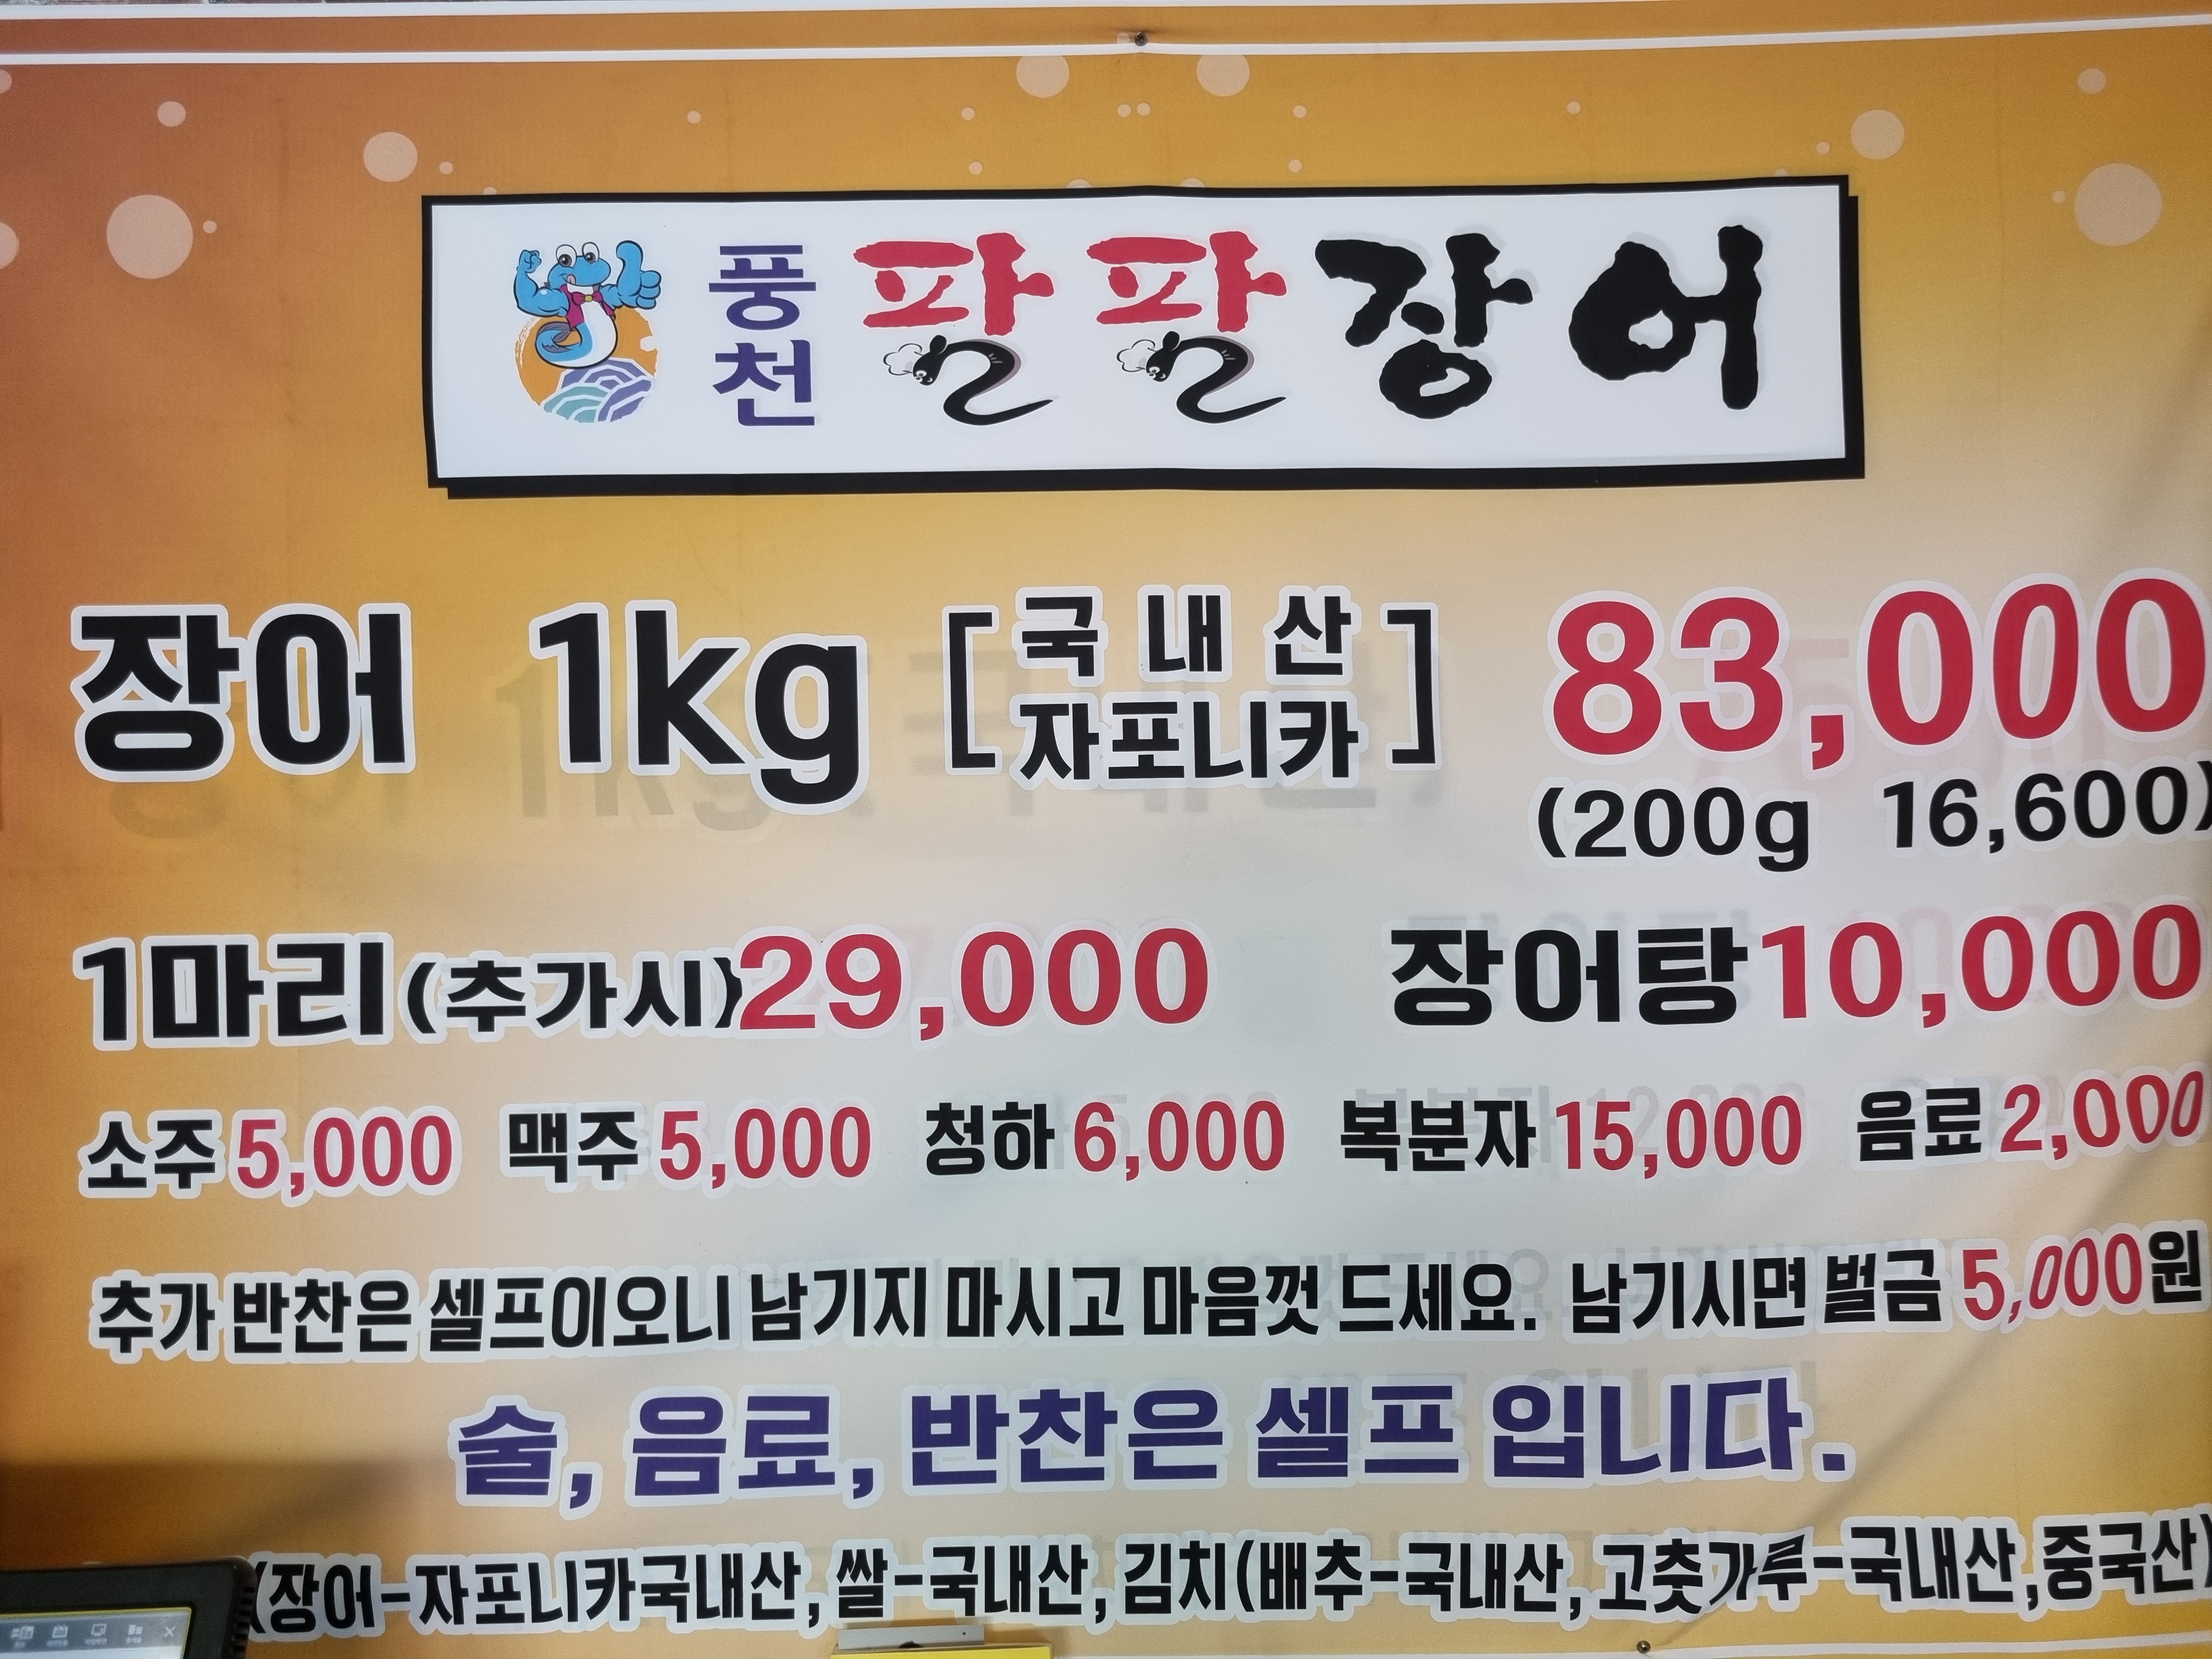 풍천 팔팔장어
장어 1kg [국내산 자포니카] 83,000
(200g 16,600)
1마리(추가시)29,000 장어탕10,000
소주5,000 맥주5,000 청하6,000 복분자15,000 음료2,000
추가 반찬은 셀프이오니 남기지 마시고 마음껏 드세요. 남기시면 벌금 5,000원
술, 음료, 반찬은 셀프 입니다.
(장어-자포니카국내산, 쌀-국내산, 김치(배추-국내산, 고춧가루-국내산,중국산)